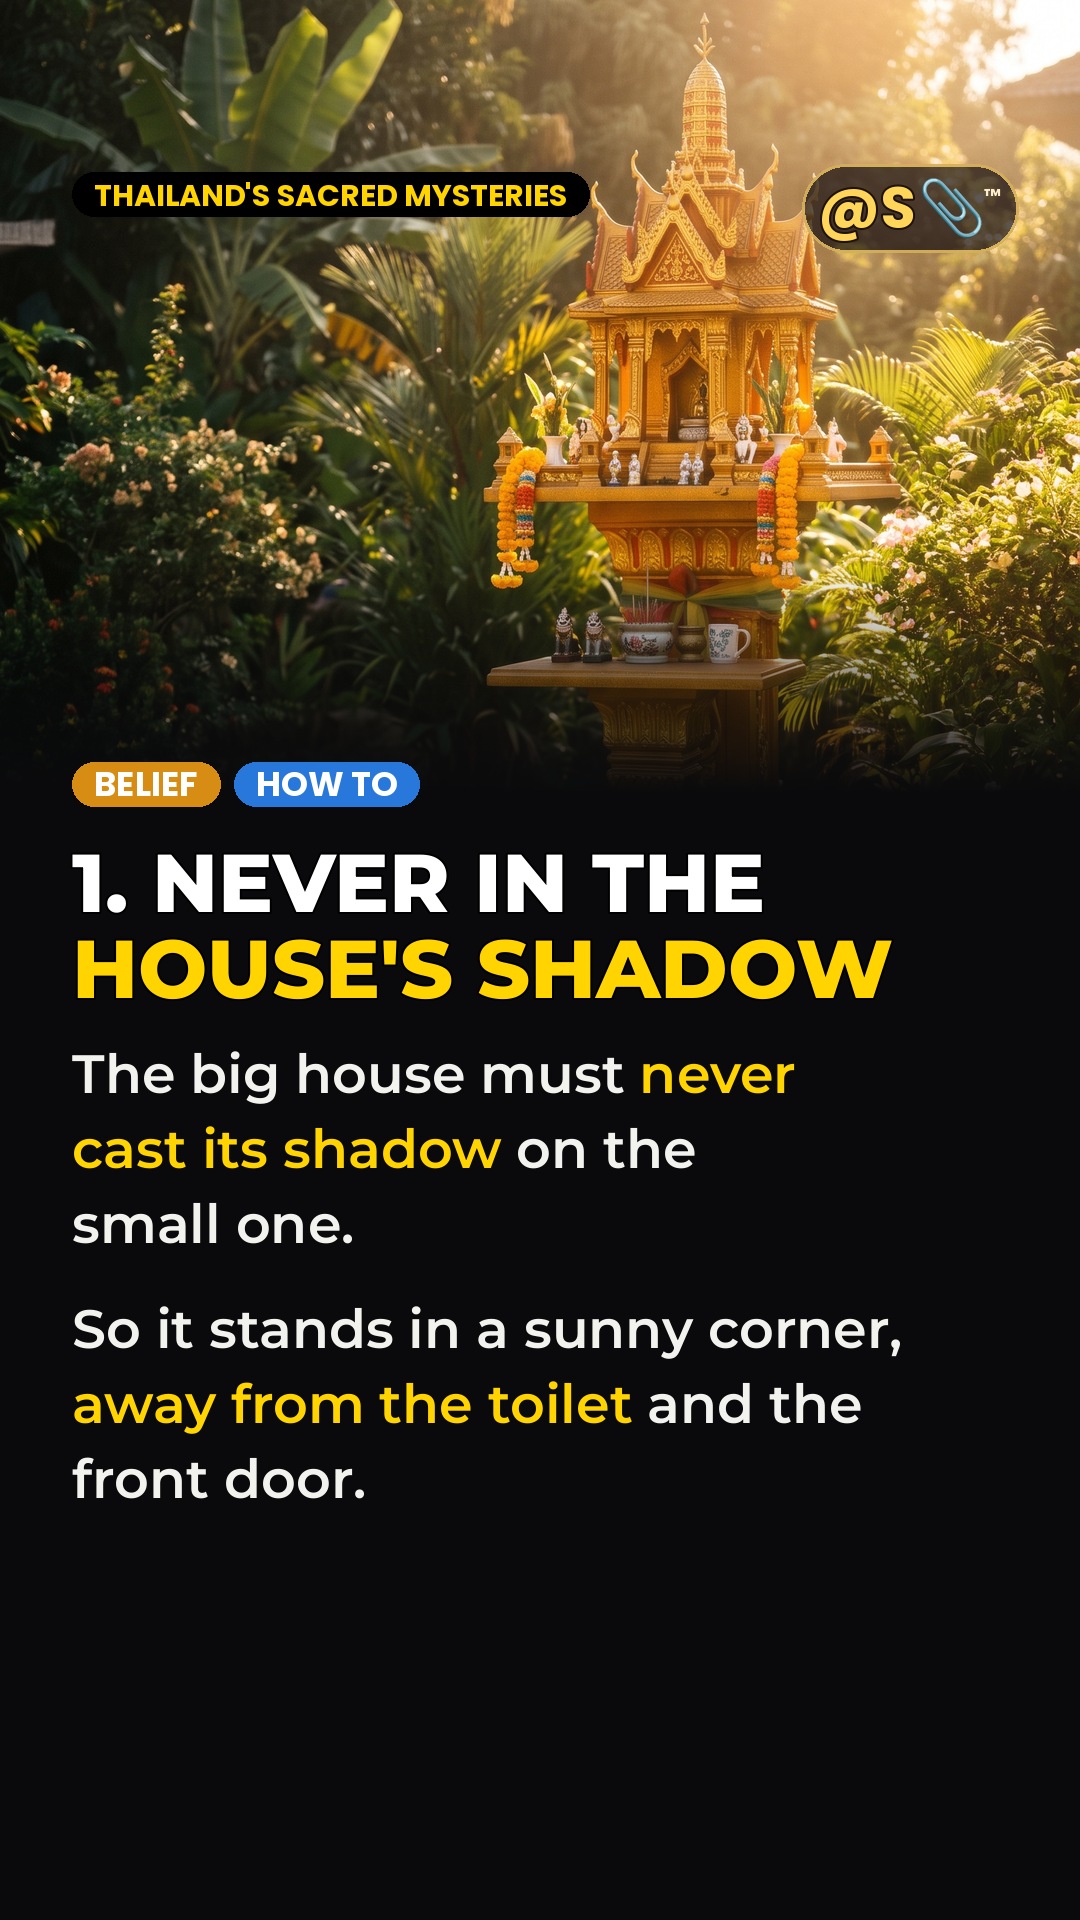 THAILAND'S SACRED MYSTERIES
@S📎™
BELIEF HOW TO
1. NEVER IN THE
HOUSE'S SHADOW
The big house must never
cast its shadow on the
small one.
So it stands in a sunny corner,
away from the toilet and the
front door.